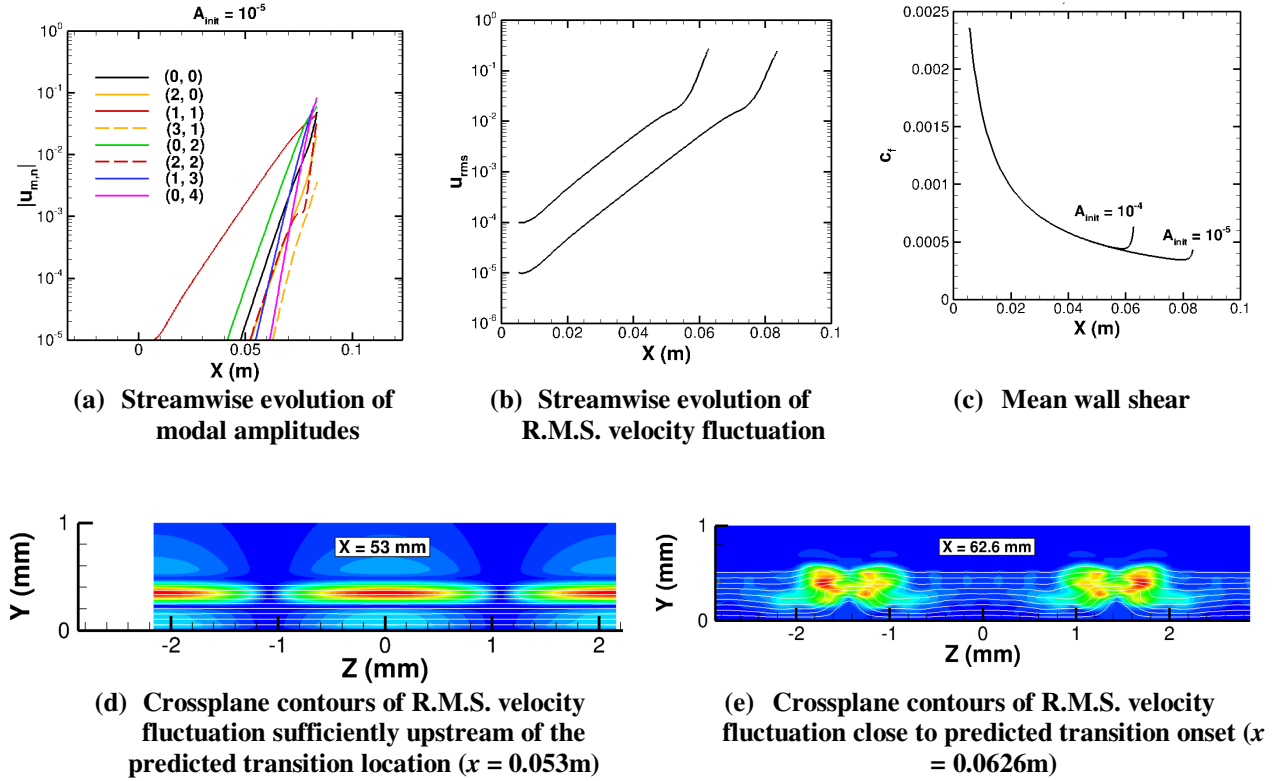 A_init = 10^-5
10^0
10^-1
10^-2
10^-3
10^-4
10^-5
|u_m,n|
(0, 0)
(2, 0)
(1, 1)
(3, 1)
(0, 2)
(2, 2)
(1, 3)
(0, 4)
0 0.05 0.1
X (m)
(a) Streamwise evolution of
modal amplitudes
10^1
10^0
10^-1
10^-2
10^-3
10^-4
10^-5
10^-6
u_rms
0 0.02 0.04 0.06 0.08 0.1
X (m)
(b) Streamwise evolution of
R.M.S. velocity fluctuation
0.0025
0.002
0.0015
0.001
0.0005
0
c_f
A_init = 10^-4
A_init = 10^-5
0 0.02 0.04 0.06 0.08 0.1
X (m)
(c) Mean wall shear
1
0
Y (mm)
X = 53 mm
-2 -1 0 1 2
Z (mm)
(d) Crossplane contours of R.M.S. velocity
fluctuation sufficiently upstream of the
predicted transition location (x = 0.053m)
1
0
Y (mm)
X = 62.6 mm
-2 -1 0 1 2
Z (mm)
(e) Crossplane contours of R.M.S. velocity
fluctuation close to predicted transition onset (x
= 0.0626m)